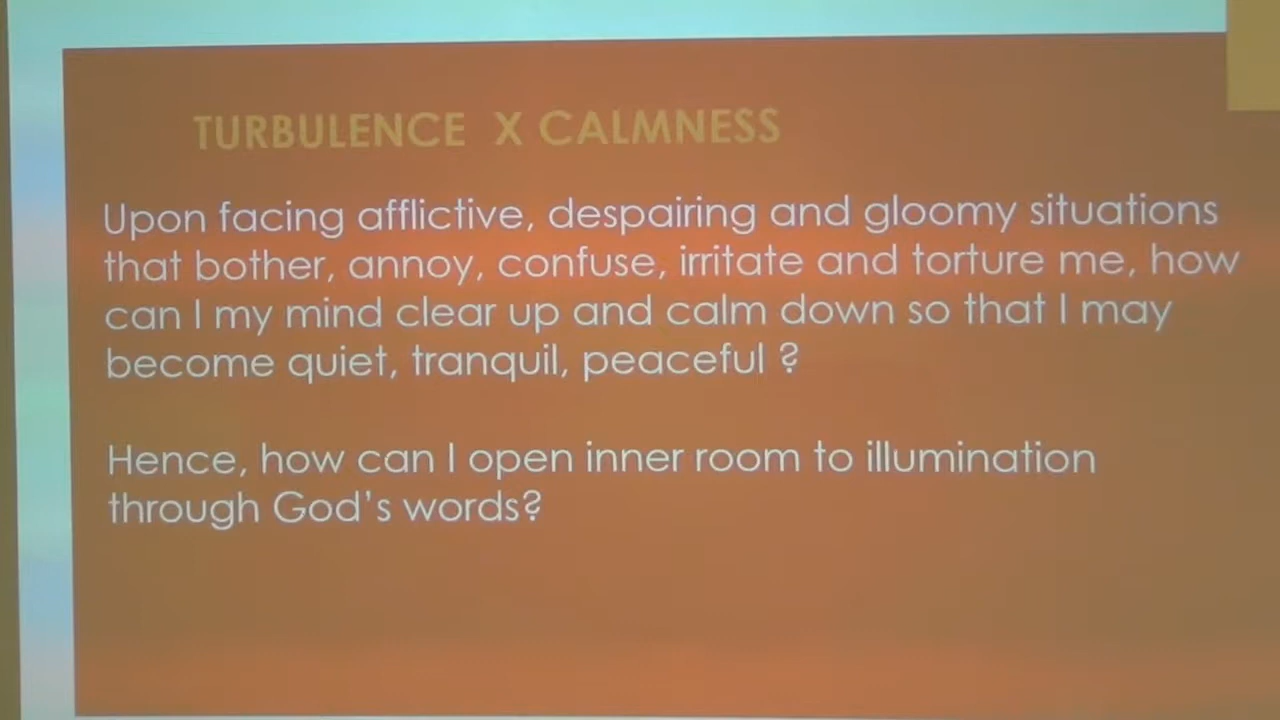 TURBULENCE X CALMNESS
Upon facing afflictive, despairing and gloomy situations
that bother, annoy, confuse, irritate and torture me, how
can I my mind clear up and calm down so that I may
become quiet, tranquil, peaceful ?
Hence, how can I open inner room to illumination
through God's words?